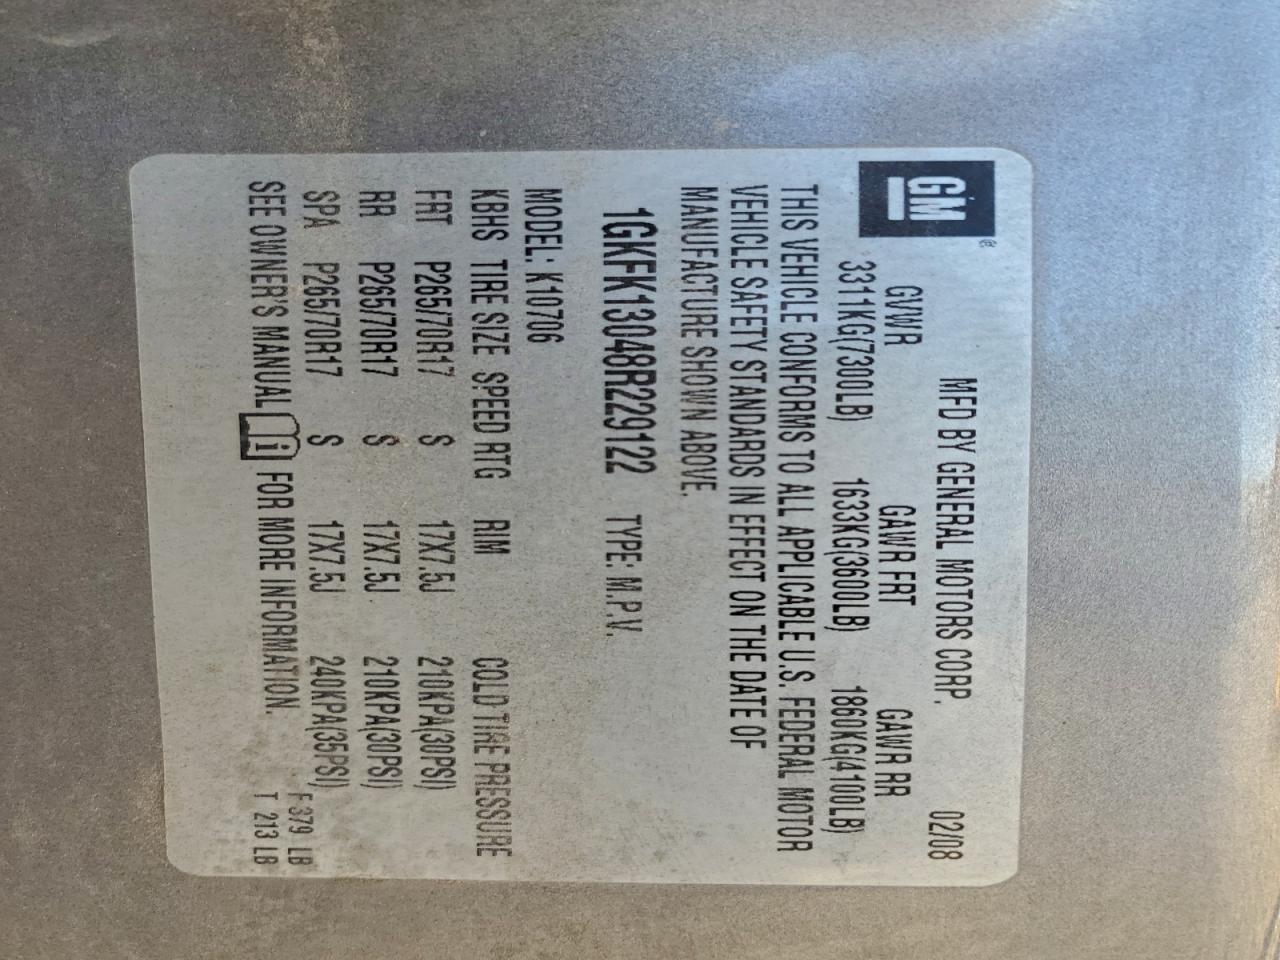 GM®
MFD BY GENERAL MOTORS CORP. 02/08
GVWR GAWR FRT GAWR RR
3311KG(7300LB) 1633KG(3600LB) 1860KG(4100LB)
THIS VEHICLE CONFORMS TO ALL APPLICABLE U.S. FEDERAL MOTOR
VEHICLE SAFETY STANDARDS IN EFFECT ON THE DATE OF
MANUFACTURE SHOWN ABOVE.
1GKFK13048R229122 TYPE: M.P.V.
MODEL: K10706
KBHS TIRE SIZE SPEED RTG RIM COLD TIRE PRESSURE
FRT P265/70R17 S 17X7.5J 210KPA(30PSI)
RR P265/70R17 S 17X7.5J 210KPA(30PSI)
SPA P265/70R17 S 17X7.5J 240KPA(35PSI)
SEE OWNER'S MANUAL i FOR MORE INFORMATION.
F 379 LB
T 213 LB